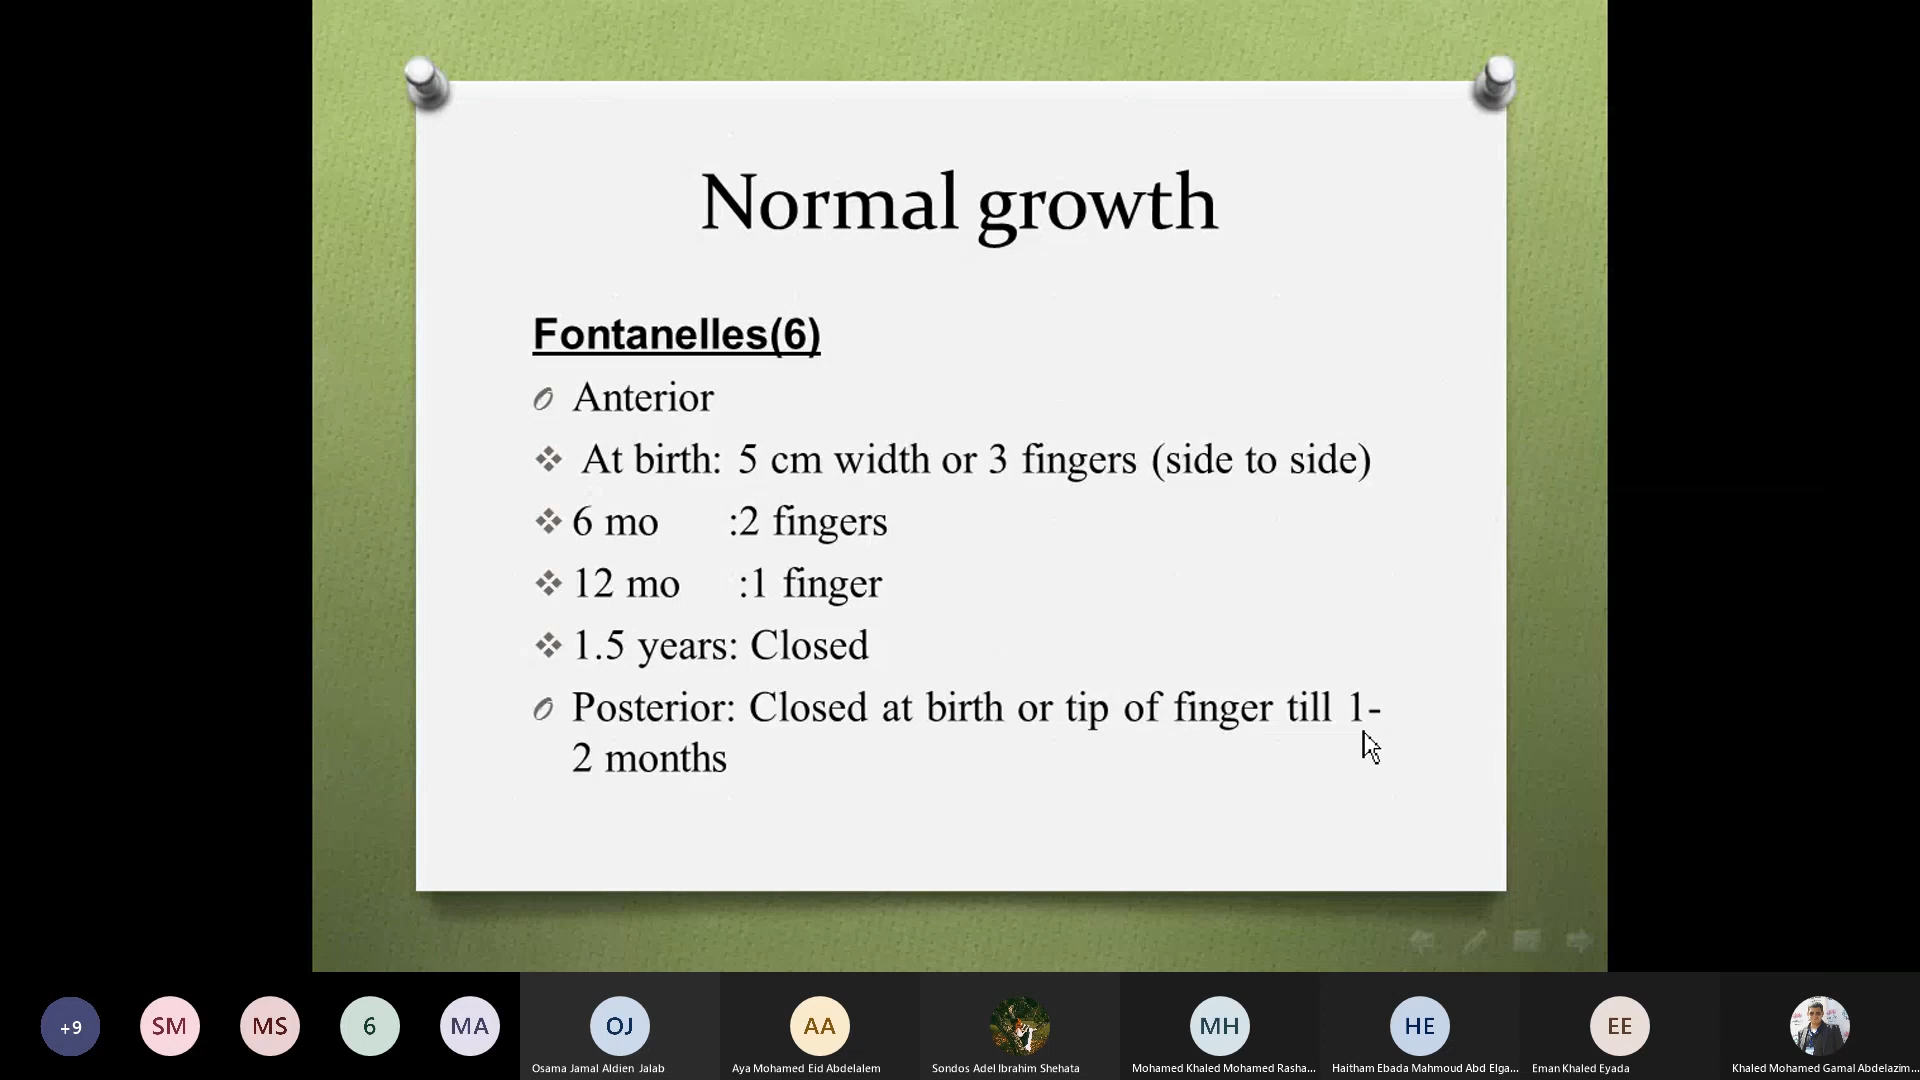 Normal growth
Fontanelles(6)
Anterior
At birth: 5 cm width or 3 fingers (side to side)
6 mo :2 fingers
12 mo :1 finger
1.5 years: Closed
Posterior: Closed at birth or tip of finger till 1-
2 months
+9 SM MS 6 MA OJ AA MH HE EE
Osama Jamal Aldien Jalab Aya Mohamed Eid Abdelalem Sondos Adel Ibrahim Shehata Mohamed Khaled Mohamed Rasha... Haitham Ebada Mahmoud Abd Elga... Eman Khaled Eyada Khaled Mohamed Gamal Abdelazim...